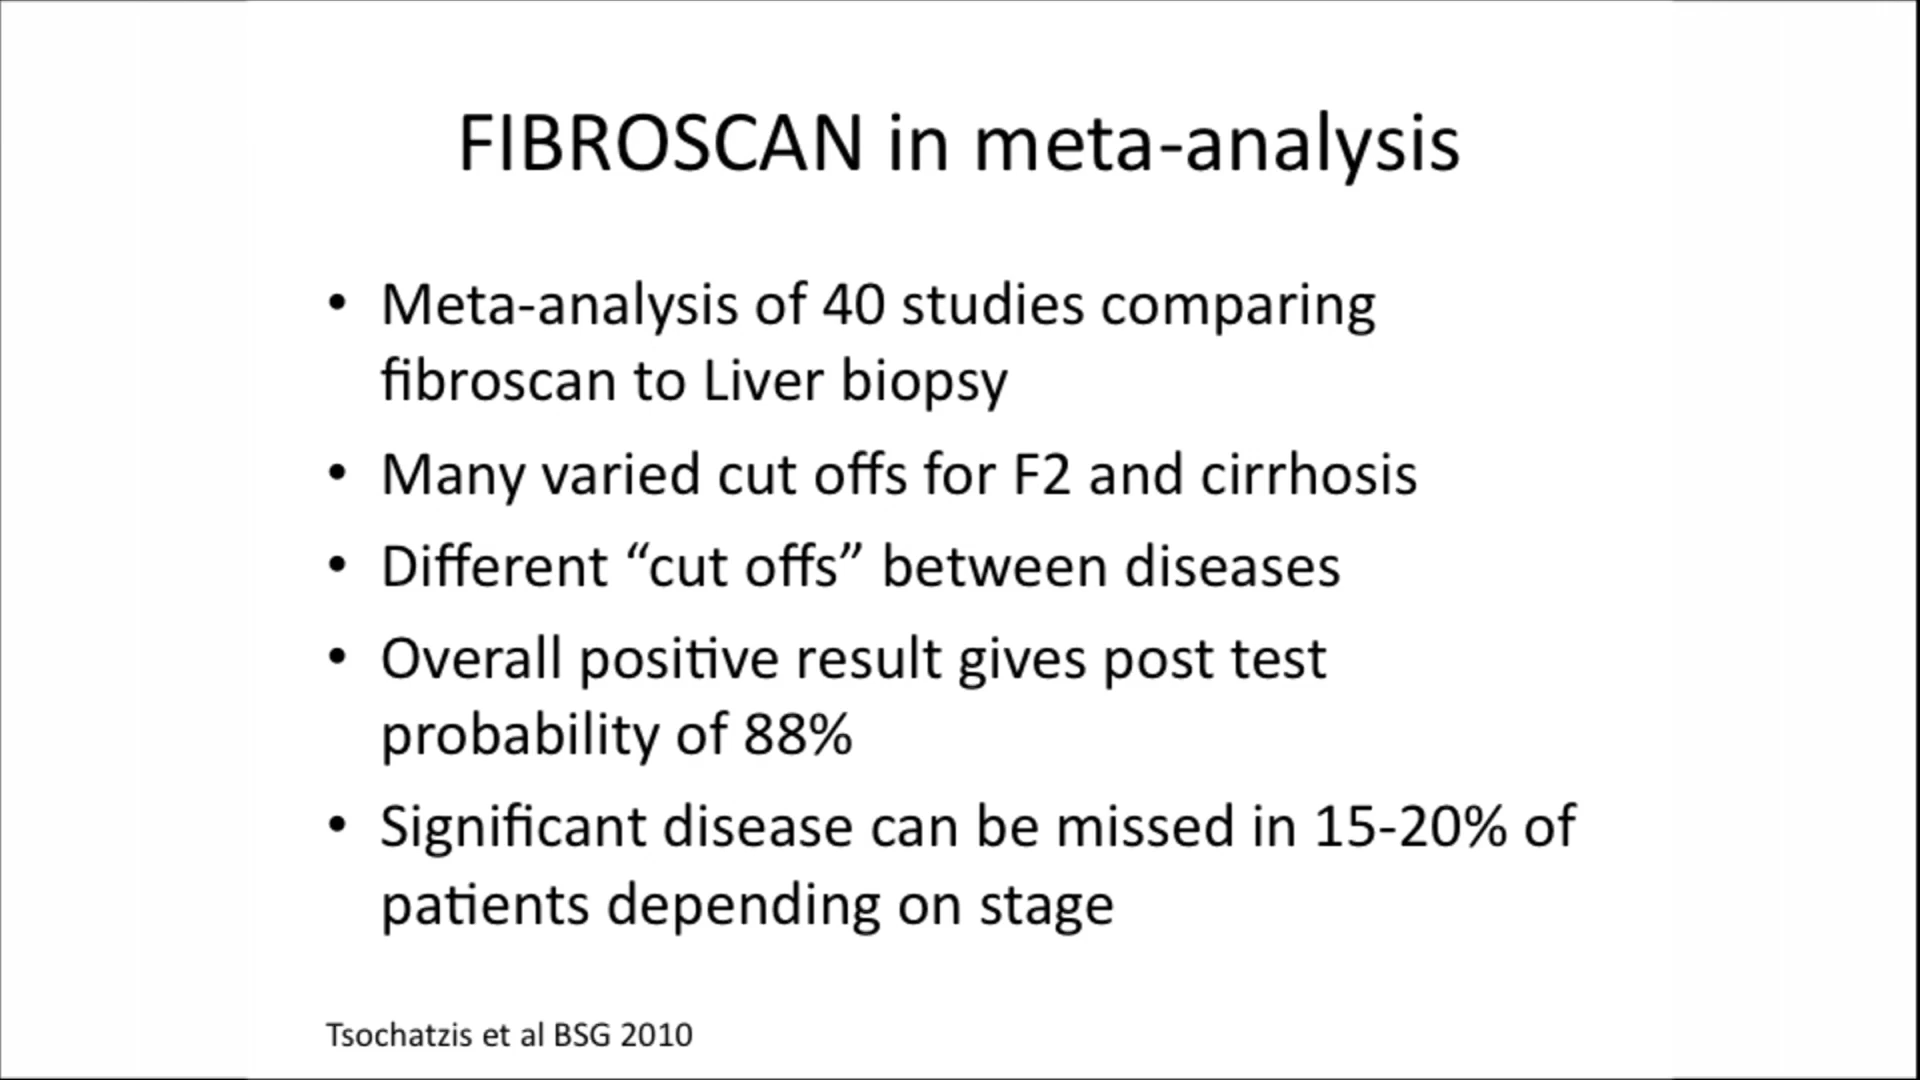 FIBROSCAN in meta-analysis
• Meta-analysis of 40 studies comparing
fibroscan to Liver biopsy
• Many varied cut offs for F2 and cirrhosis
• Different “cut offs” between diseases
• Overall positive result gives post test
probability of 88%
• Significant disease can be missed in 15-20% of
patients depending on stage
Tsochatzis et al BSG 2010